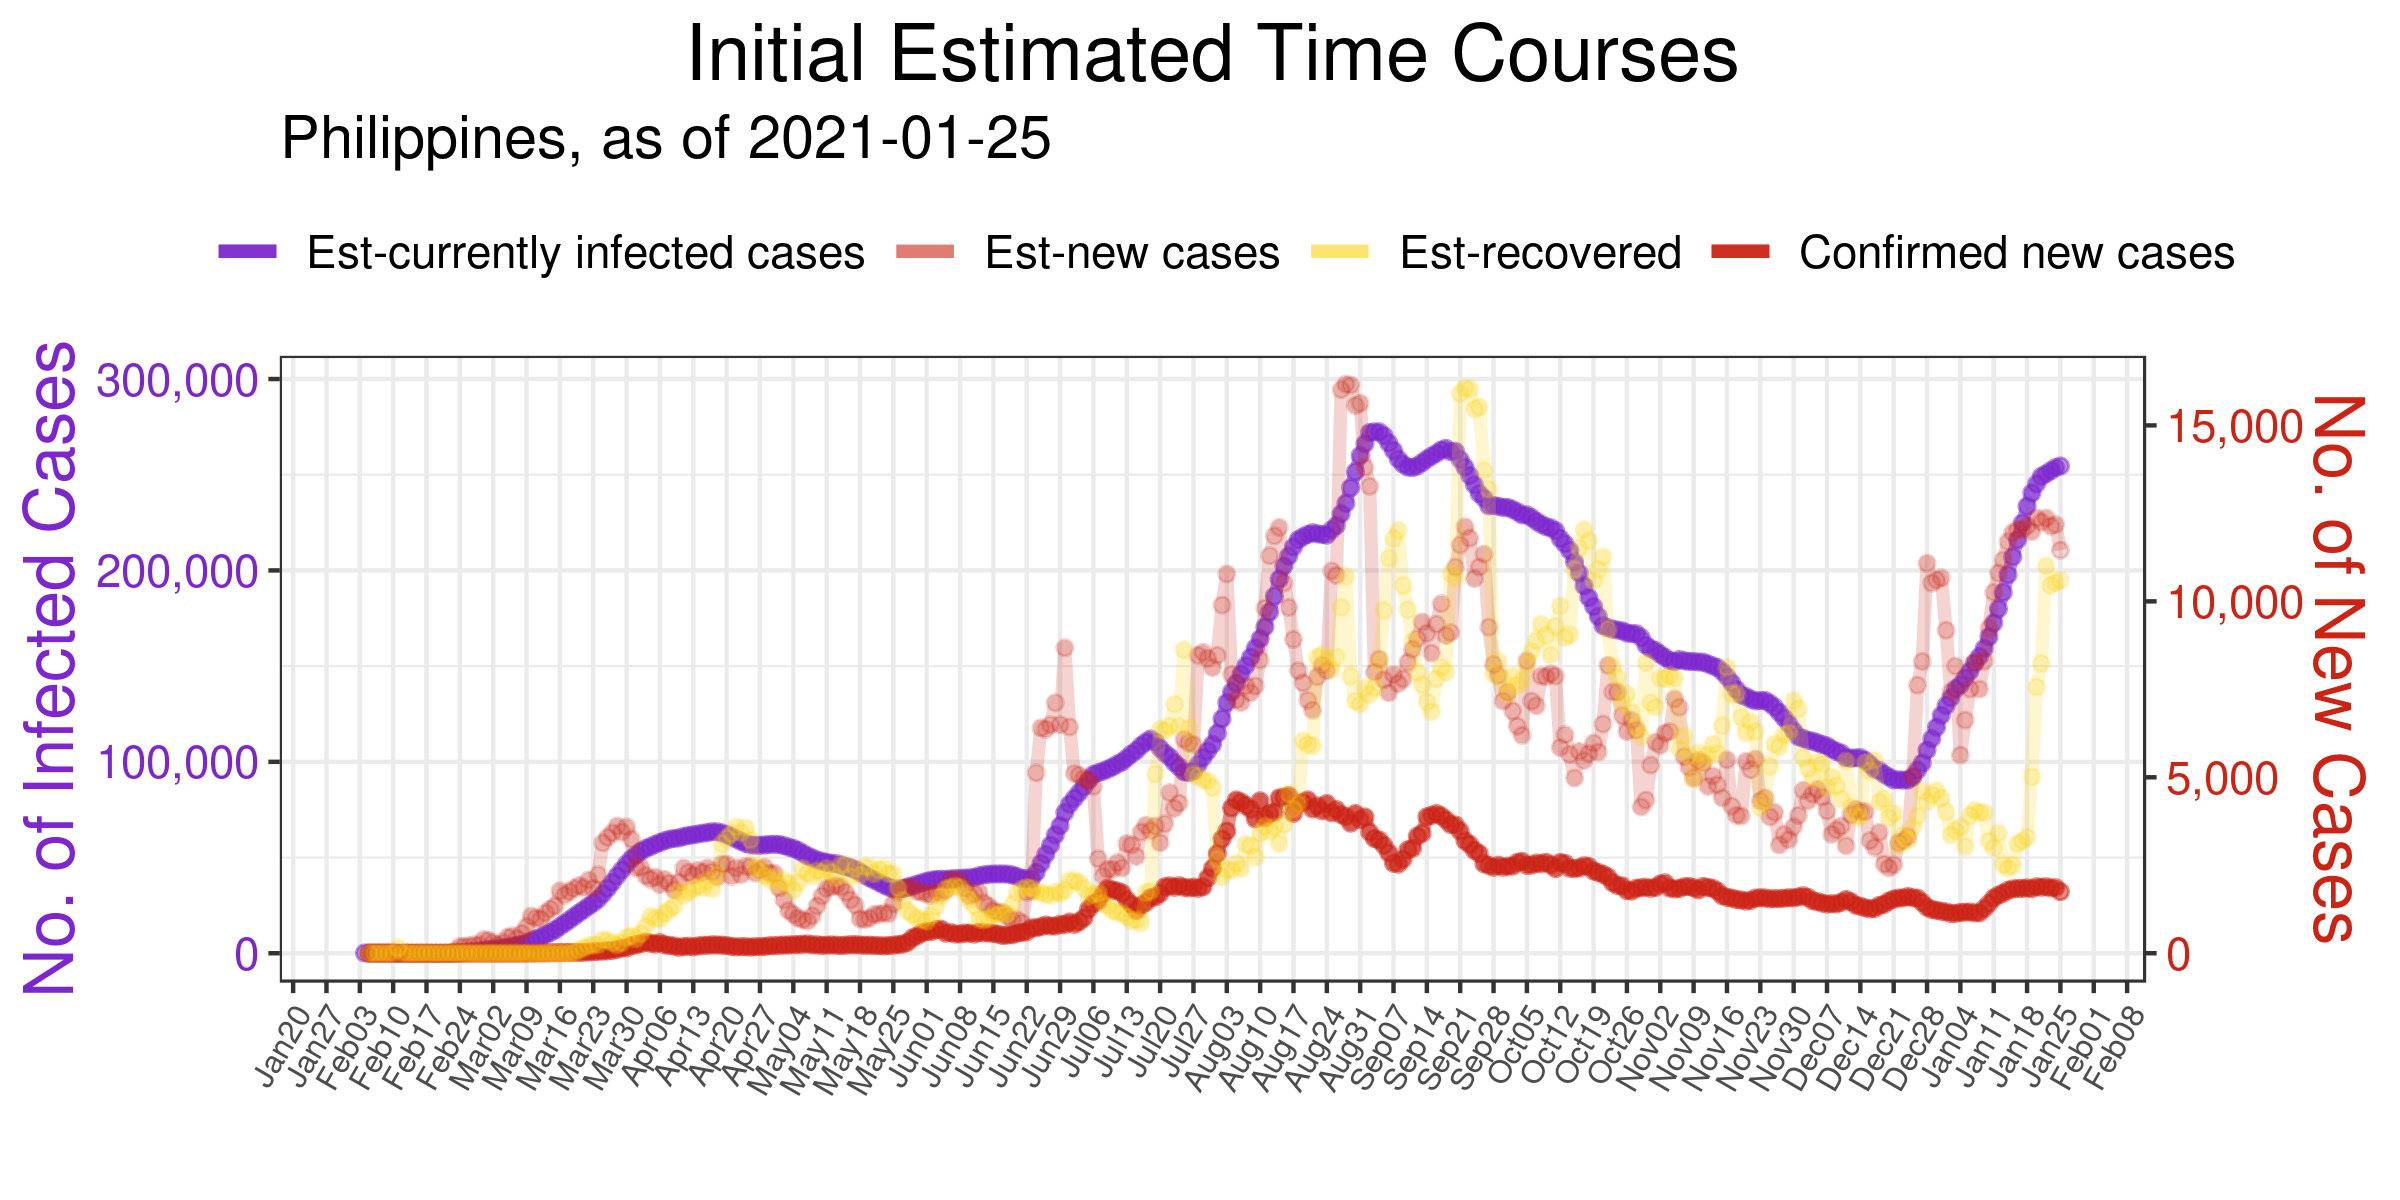 Initial Estimated Time Courses
Philippines, as of 2021-01-25
Est-currently infected cases Est-new cases Est-recovered Confirmed new cases
No. of Infected Cases
300,000
200,000
100,000
0
15,000
10,000
5,000
0
No. of New Cases
Jan20 Jan27 Feb03 Feb10 Feb17 Feb24 Mar02 Mar09 Mar16 Mar23 Mar30 Apr06 Apr13 Apr20 Apr27 May04 May11 May18 May25 Jun01 Jun08 Jun15 Jun22 Jun29 Jul06 Jul13 Jul20 Jul27 Aug03 Aug10 Aug17 Aug24 Aug31 Sep07 Sep14 Sep21 Sep28 Oct05 Oct12 Oct19 Oct26 Nov02 Nov09 Nov16 Nov23 Nov30 Dec07 Dec14 Dec21 Dec28 Jan04 Jan11 Jan18 Jan25 Feb01 Feb08